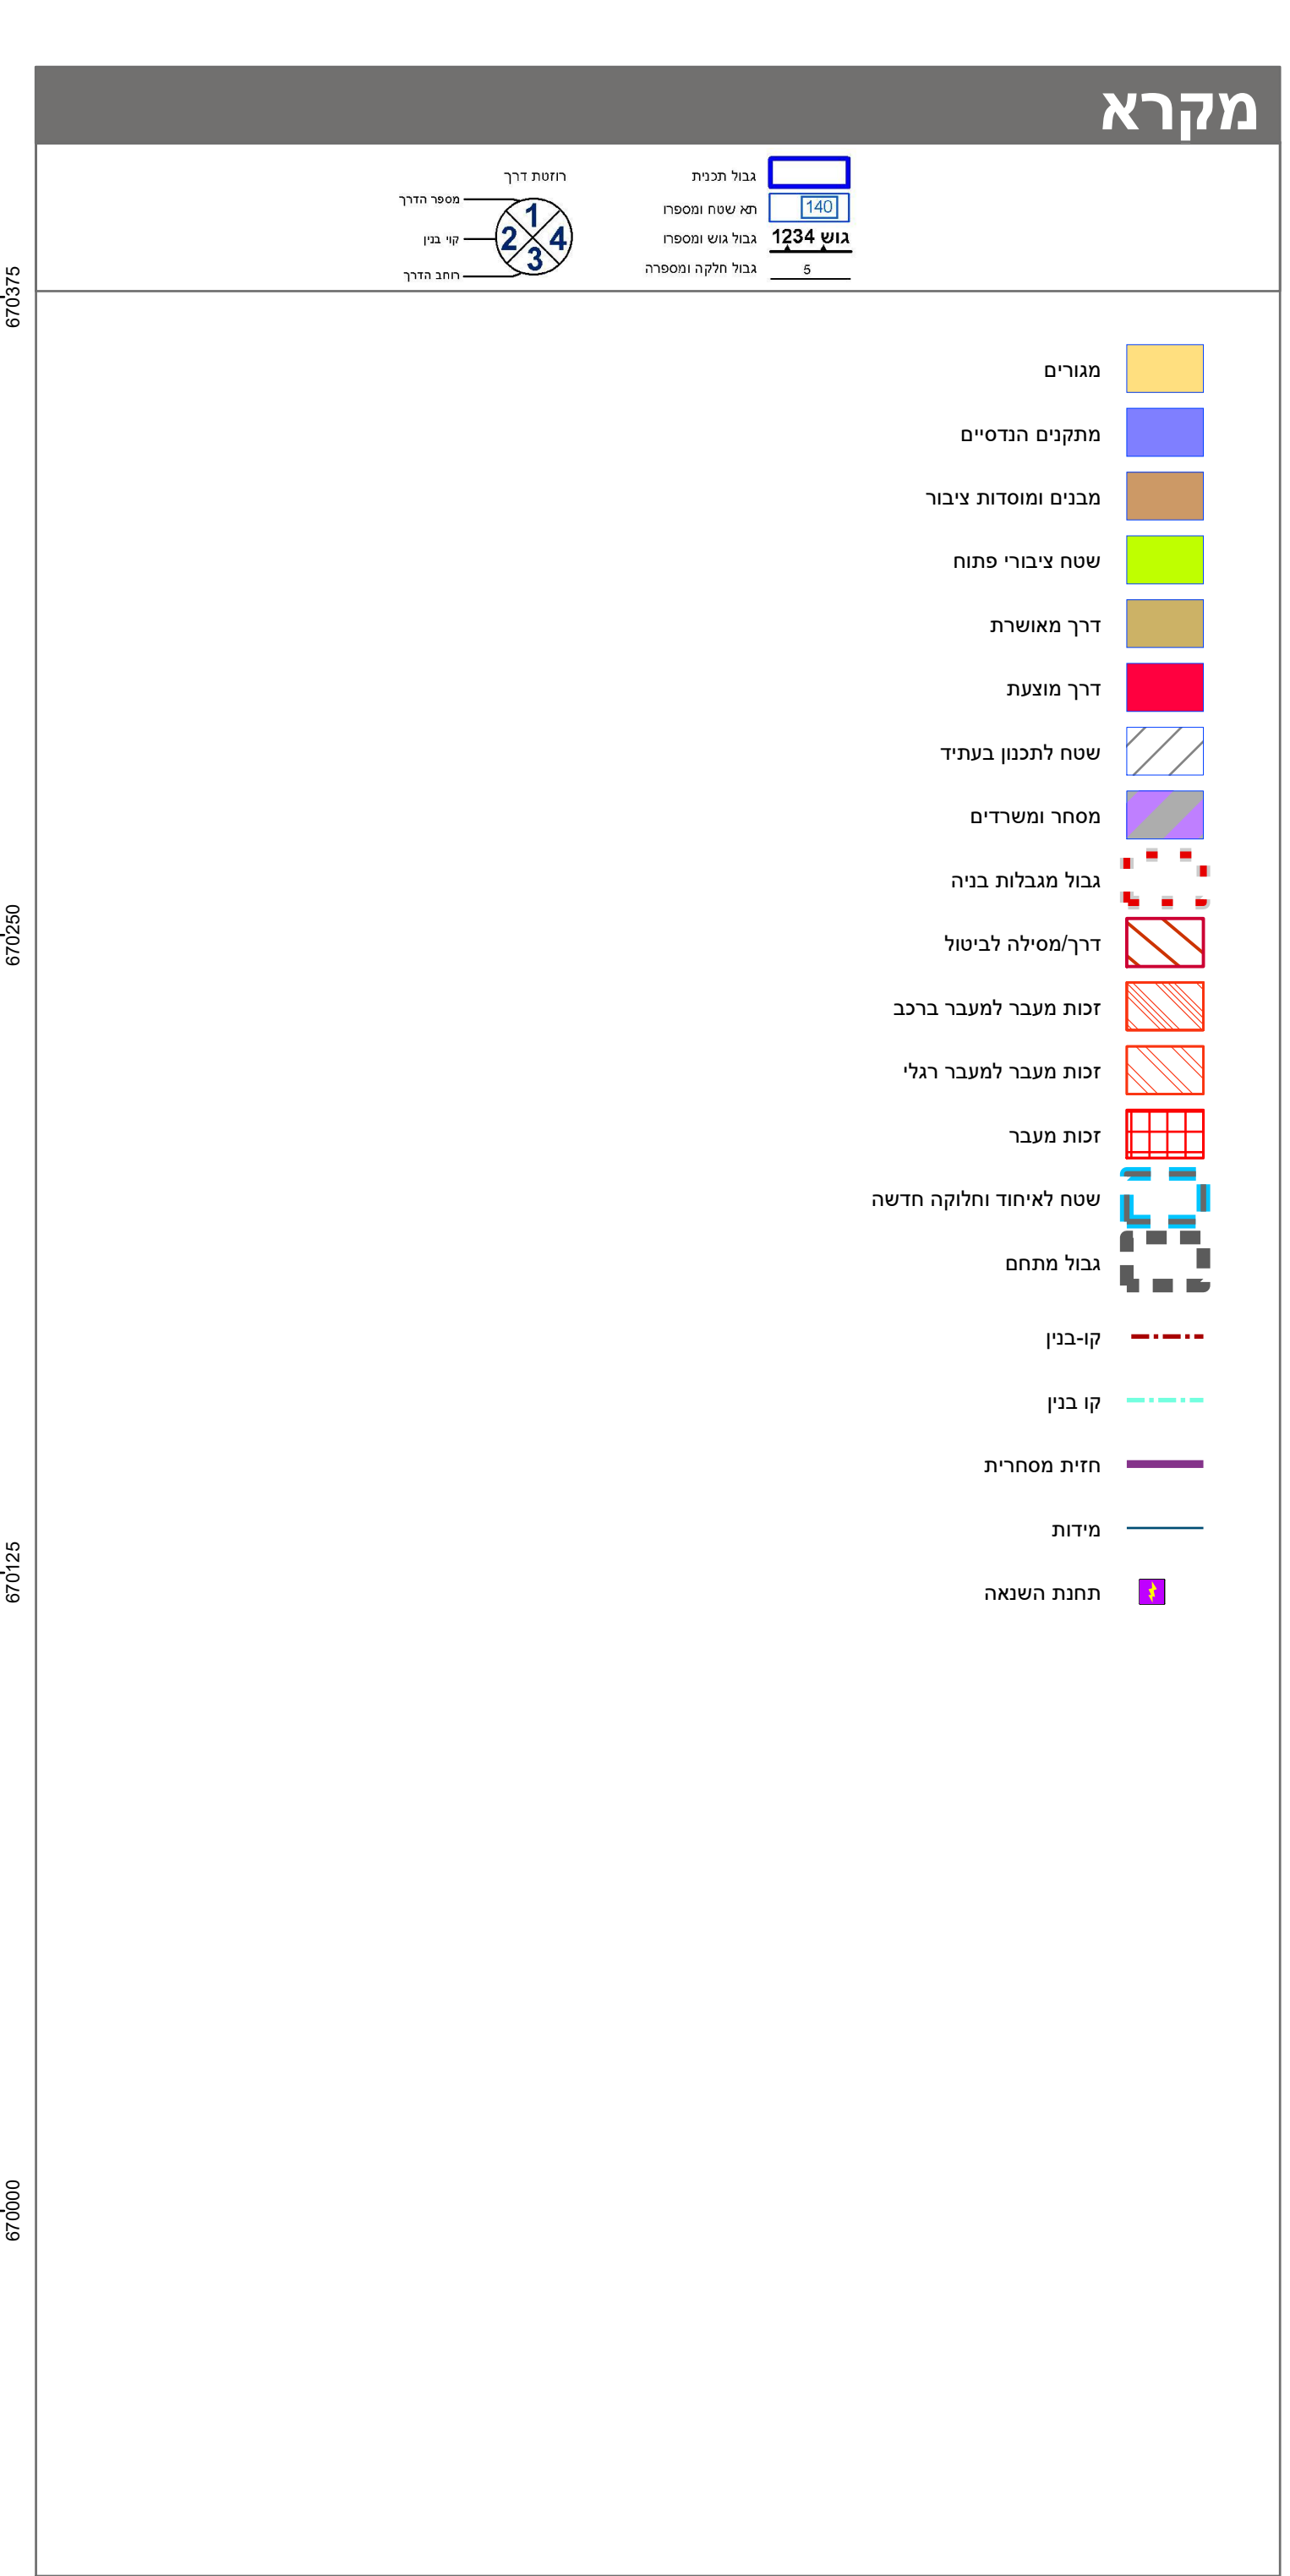 מקרא
גבול תכנית
140
תא שטח ומספרו
גוש 1234
גבול גוש ומספרו
5
גבול חלקה ומספרה
רוזטת דרך
מספר הדרך
קוי בנין
רוחב הדרך
1
2 4
3
מגורים
מתקנים הנדסיים
מבנים ומוסדות ציבור
שטח ציבורי פתוח
דרך מאושרת
דרך מוצעת
שטח לתכנון בעתיד
מסחר ומשרדים
גבול מגבלות בניה
דרך/מסילה לביטול
זכות מעבר למעבר ברכב
זכות מעבר למעבר רגלי
זכות מעבר
שטח לאיחוד וחלוקה חדשה
גבול מתחם
קו-בנין
קו בנין
חזית מסחרית
מידות
תחנת השנאה
670375
670250
670125
670000